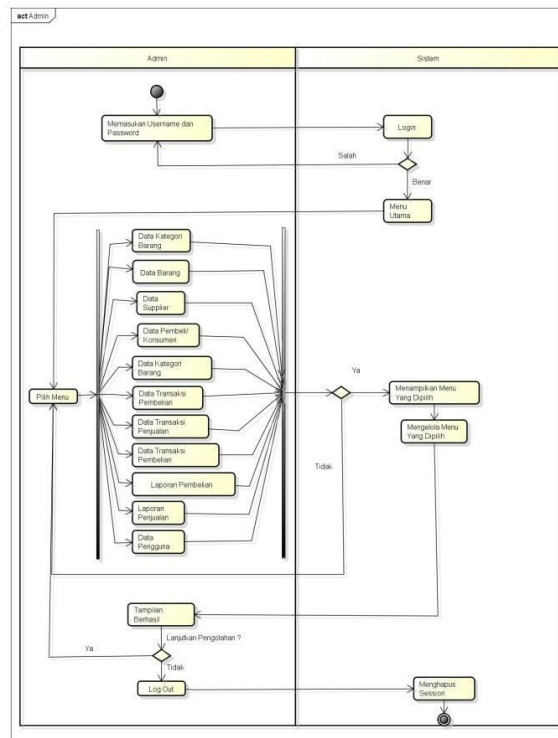 act Admin
Admin
Sistem
Memasukan Username dan
Password
Login
Salah
Benar
Menu
Utama
Data Kategori
Barang
Data Barang
Data
Supplier
Data Pembeli/
Konsumen
Data Kategori
Barang
Pilih Menu
Data Transaksi
Pembelian
Data Transaksi
Penjualan
Data Transaksi
Pembelian
Laporan Pembelian
Laporan
Penjualan
Data
Pengguna
Ya
Tidak
Menampilkan Menu
Yang Dipilih
Mengelola Menu
Yang Dipilih
Tampilan
Berhasil
Lanjutkan Pengolahan ?
Ya
Tidak
Log Out
Menghapus
Session